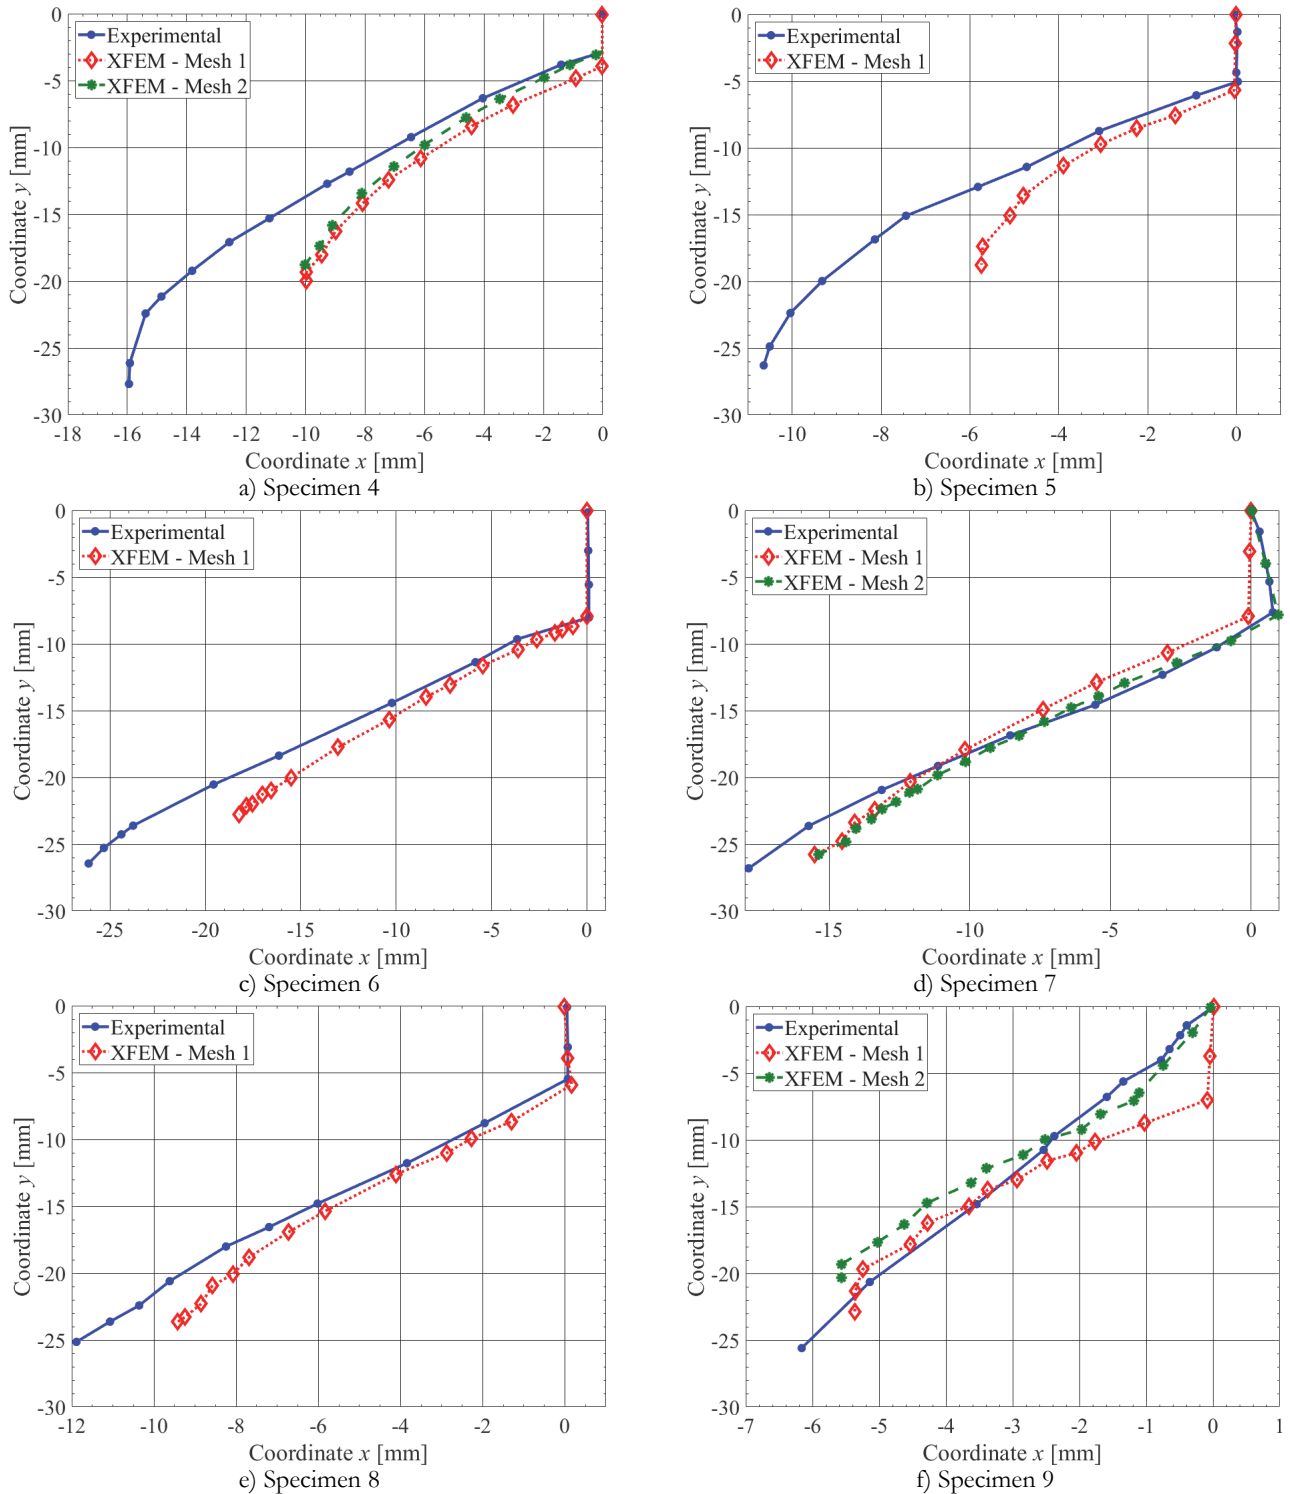 Experimental
XFEM - Mesh 1
XFEM - Mesh 2
0
-5
-10
-15
-20
-25
-30
-18
-16
-14
-12
-10
-8
-6
-4
-2
0
Coordinate y [mm]
Coordinate x [mm]
a) Specimen 4
Experimental
XFEM - Mesh 1
0
-5
-10
-15
-20
-25
-30
-10
-8
-6
-4
-2
0
Coordinate y [mm]
Coordinate x [mm]
b) Specimen 5
Experimental
XFEM - Mesh 1
0
-5
-10
-15
-20
-25
-30
-25
-20
-15
-10
-5
0
Coordinate y [mm]
Coordinate x [mm]
c) Specimen 6
Experimental
XFEM - Mesh 1
XFEM - Mesh 2
0
-5
-10
-15
-20
-25
-30
-15
-10
-5
0
Coordinate y [mm]
Coordinate x [mm]
d) Specimen 7
Experimental
XFEM - Mesh 1
0
-5
-10
-15
-20
-25
-30
-12
-10
-8
-6
-4
-2
0
Coordinate y [mm]
Coordinate x [mm]
e) Specimen 8
Experimental
XFEM - Mesh 1
XFEM - Mesh 2
0
-5
-10
-15
-20
-25
-30
-7
-6
-5
-4
-3
-2
-1
0
1
Coordinate y [mm]
Coordinate x [mm]
f) Specimen 9